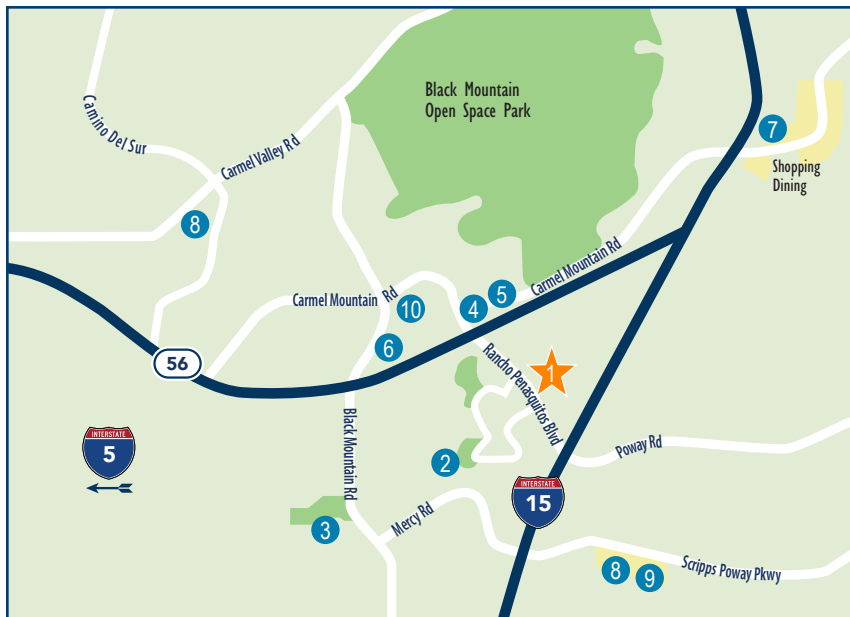 Black Mountain
Open Space Park
Camino Del Sur
Carmel Valley Rd
7
Shopping
Dining
8
Carmel Mountain Rd
Carmel Mountain Rd
10
4
5
6
56
Rancho Penasquitos Blvd
1
Black Mountain Rd
INTERSTATE
5
2
Poway Rd
INTERSTATE
15
3
Mercy Rd
8
9
Scripps Poway Pkwy